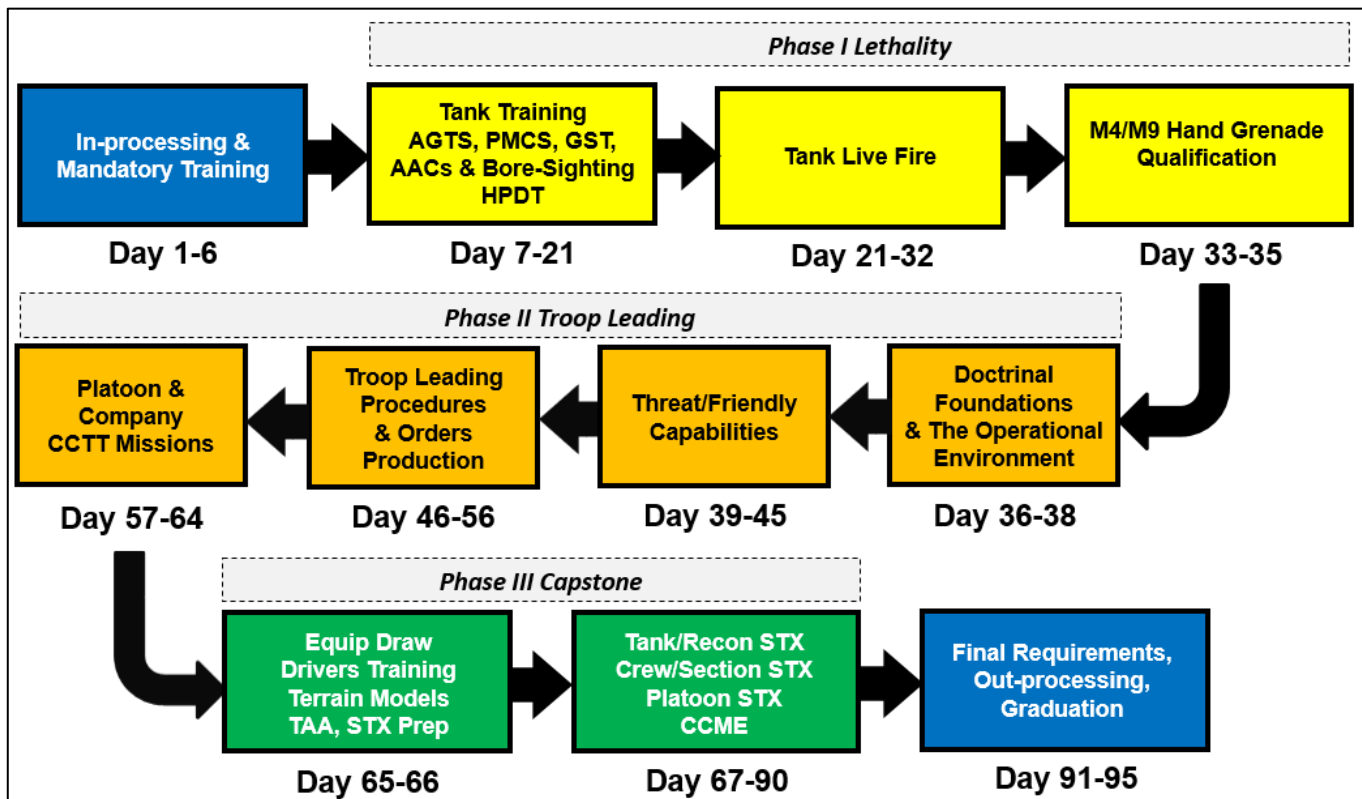 Phase I Lethality
In-processing &
Mandatory Training
Day 1-6
Tank Training
AGTS, PMCS, GST,
AACs & Bore-Sighting
HPDT
Day 7-21
Tank Live Fire
Day 21-32
M4/M9 Hand Grenade
Qualification
Day 33-35
Phase II Troop Leading
Doctrinal
Foundations
& The Operational
Environment
Day 36-38
Threat/Friendly
Capabilities
Day 39-45
Troop Leading
Procedures
& Orders
Production
Day 46-56
Platoon &
Company
CCTT Missions
Day 57-64
Phase III Capstone
Equip Draw
Drivers Training
Terrain Models
TAA, STX Prep
Day 65-66
Tank/Recon STX
Crew/Section STX
Platoon STX
CCME
Day 67-90
Final Requirements,
Out-processing,
Graduation
Day 91-95